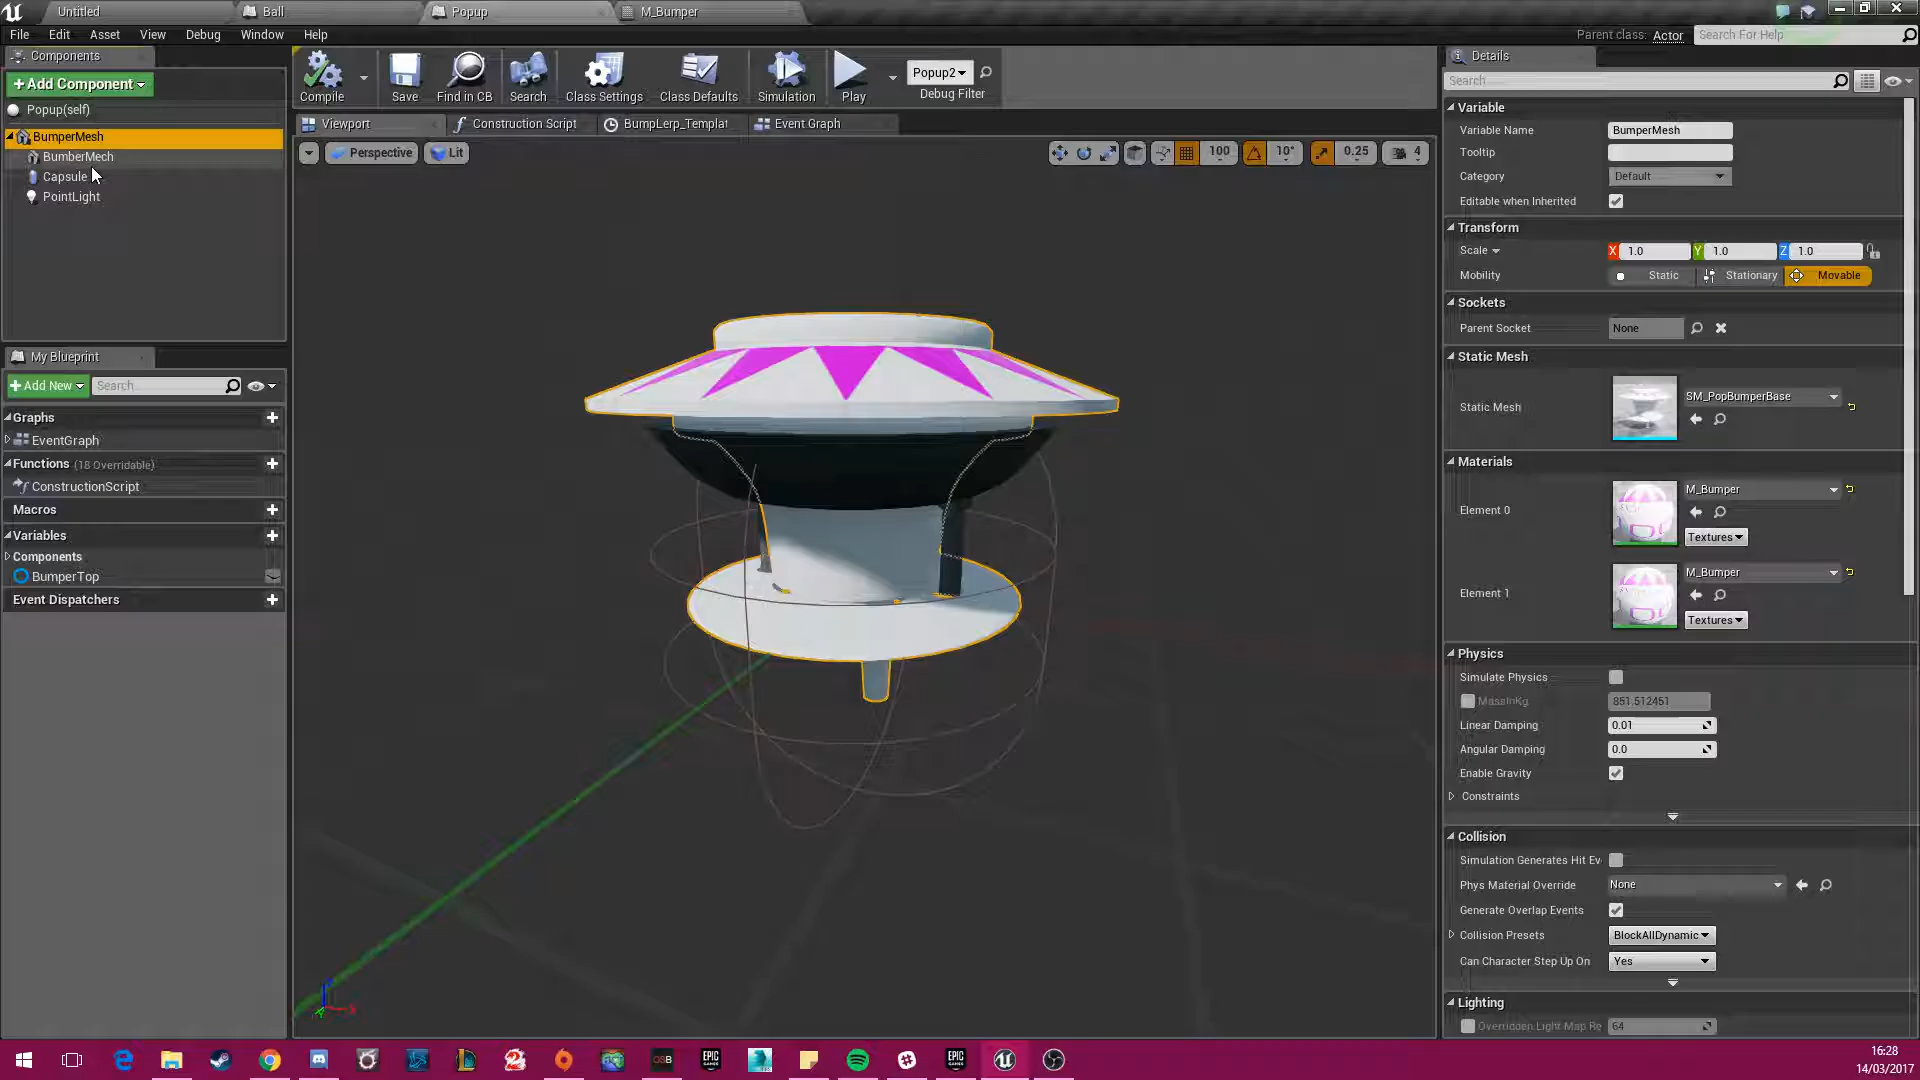 Untitled
Ball
Popup
M_Bumper
File Edit Asset View Debug Window Help
Parent class: Actor
Search For Help
Components
+Add Component
Popup(self)
BumperMesh
BumberMech
Capsule
PointLight
My Blueprint
+Add New
Search
Graphs
EventGraph
Functions (18 Overridable)
ConstructionScript
Macros
Variables
Components
BumperTop
Event Dispatchers
Compile
Save
Find in CB
Search
Class Settings
Class Defaults
Simulation
Play
Popup2
Debug Filter
Viewport
Construction Script
BumpLerp_Templat
Event Graph
Perspective
Lit
100
10°
0.25
4
Details
Search
Variable
Variable Name BumperMesh
Tooltip
Category Default
Editable when Inherited
Transform
Scale X 1.0 Y 1.0 Z 1.0
Mobility Static Stationary Movable
Sockets
Parent Socket None
Static Mesh
Static Mesh SM_PopBumperBase
Materials
Element 0 M_Bumper
Textures
Element 1 M_Bumper
Textures
Physics
Simulate Physics
MassInKg 851.512451
Linear Damping 0.01
Angular Damping 0.0
Enable Gravity
Constraints
Collision
Simulation Generates Hit Ev
Phys Material Override None
Generate Overlap Events
Collision Presets BlockAllDynamic
Can Character Step Up On Yes
Lighting
Overridden Light Map Re 64
OSB
EPIC GAMES
EPIC GAMES
16:28
14/03/2017